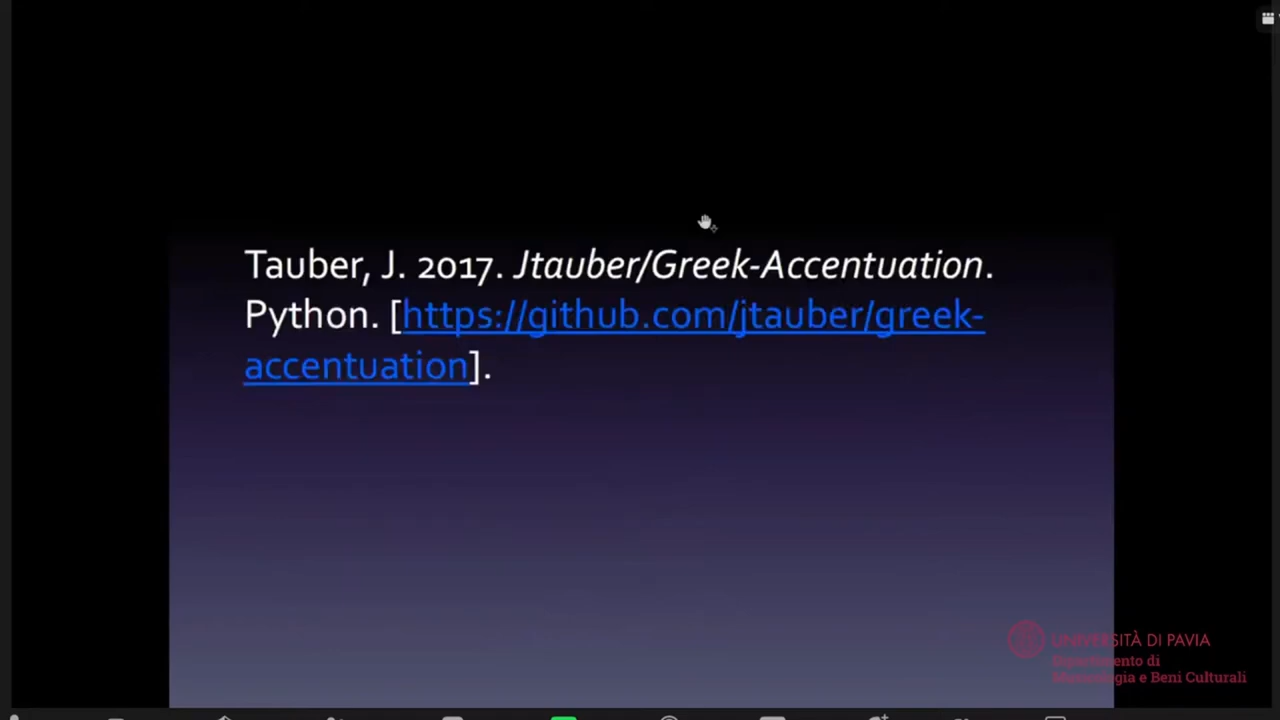 Tauber, J. 2017. Jtauber/Greek-Accentuation.
Python. [https://github.com/jtauber/greek-
accentuation].
UNIVERSITÀ DI PAVIA
Dipartimento di
Musicologia e Beni Culturali